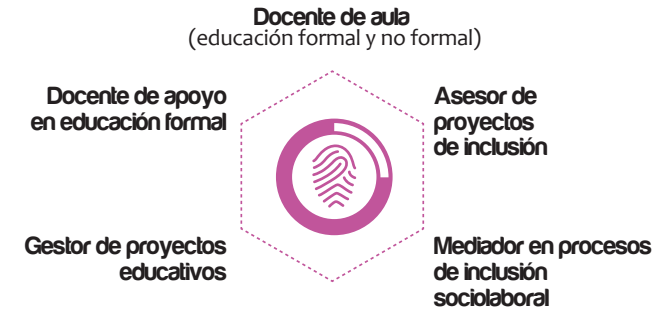 Docente de aula
(educación formal y no formal)
Docente de apoyo
en educación formal
Asesor de
proyectos
de inclusión
Gestor de proyectos
educativos
Mediador en procesos
de inclusión
sociolaboral